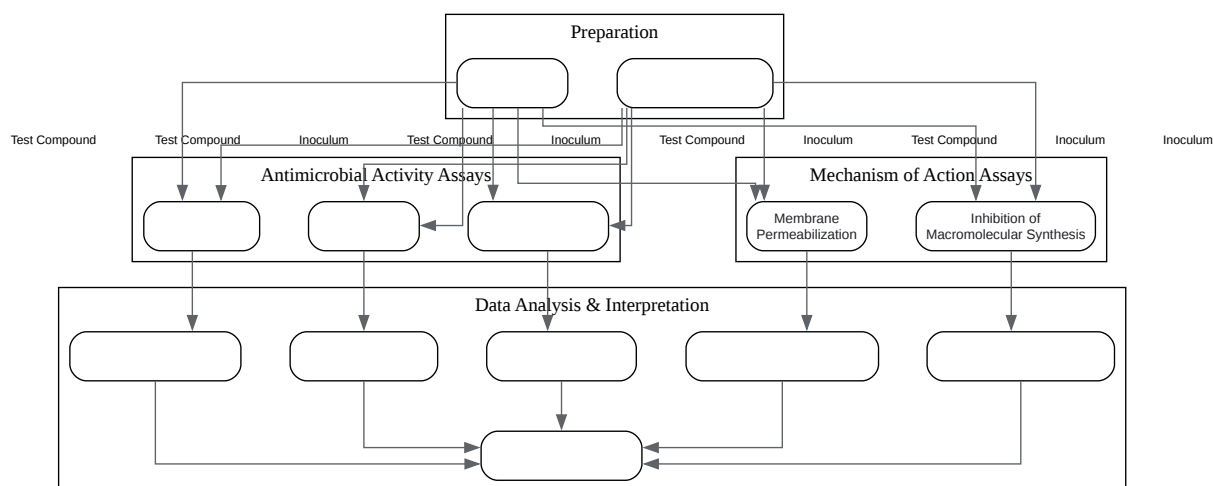 Preparation
Test Compound
Test Compound
Inoculum
Test Compound
Inoculum
Test Compound
Inoculum
Test Compound
Inoculum
Inoculum
Antimicrobial Activity Assays
Mechanism of Action Assays
Membrane
Permeabilization
Inhibition of
Macromolecular Synthesis
Data Analysis & Interpretation